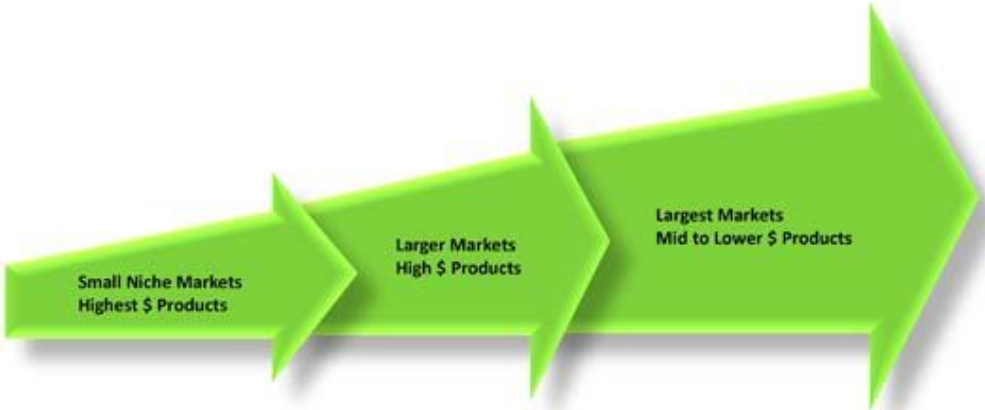 Small Niche Markets
Highest $ Products
Larger Markets
High $ Products
Largest Markets
Mid to Lower $ Products